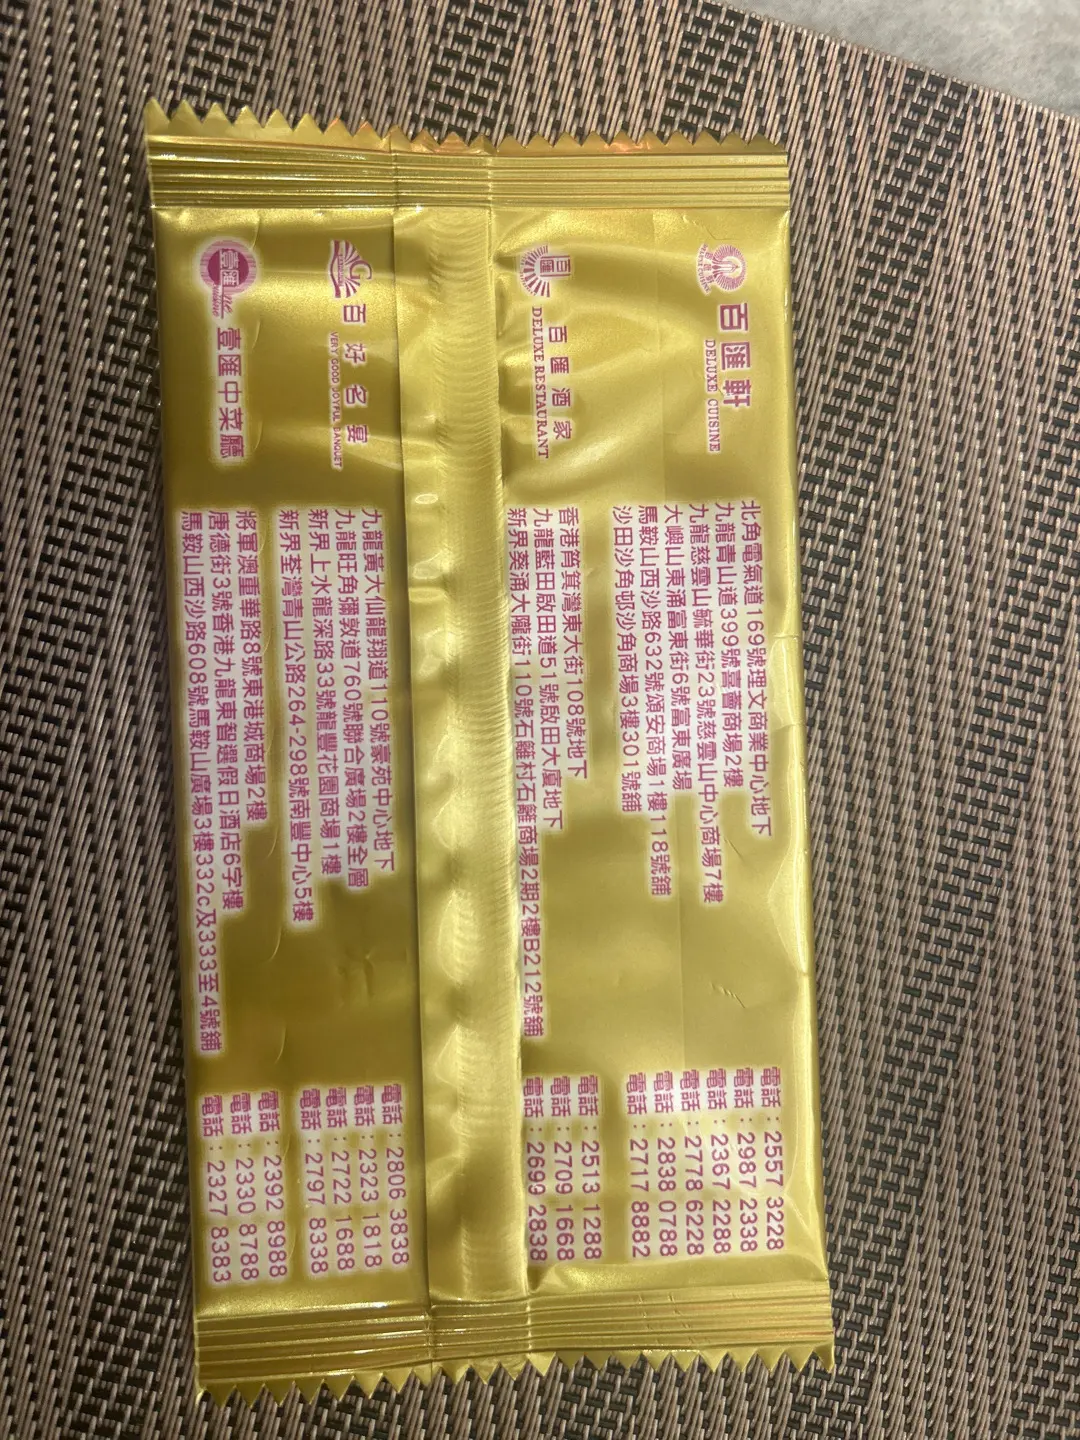 百匯軒
DELUXE CUISINE
北角電氣道169號理文商業中心地下 電話：2557 3228
九龍青山道399號喜薈商場2樓 電話：2987 2338
九龍慈雲山毓華街23號慈雲山中心商場7樓 電話：2367 2288
大嶼山東涌富東街6號富東廣場 電話：2778 6228
馬鞍山西沙路632號頌安商場1樓118號舖 電話：2838 0788
沙田沙角邨沙角商場3樓301號舖 電話：2717 8882
百匯
百匯酒家
DELUXE RESTAURANT
香港筲箕灣東大街108號地下 電話：2513 1288
九龍藍田啟田道51號啟田大廈地下 電話：2709 1668
新界葵涌大隴街110號石籬村石籬商場2期2樓B212號舖 電話：2699 2838
百好名宴
VERY GOOD JOYFUL BANQUET
九龍黃大仙龍翔道110號豪苑中心地下 電話：2806 3838
九龍旺角彌敦道760號聯合廣場2樓全層 電話：2323 1818
新界上水龍深路33號龍豐花園商場1樓 電話：2722 1688
新界荃灣青山公路264-298號南豐中心5樓 電話：2797 8338
壹匯
壹匯中菜廳
將軍澳重華路8號東港城商場2樓 電話：2392 8988
唐德街3號香港九龍東智選假日酒店6字樓 電話：2330 8788
馬鞍山西沙路608號馬鞍山廣場3樓332c及333至4號舖 電話：2327 8383